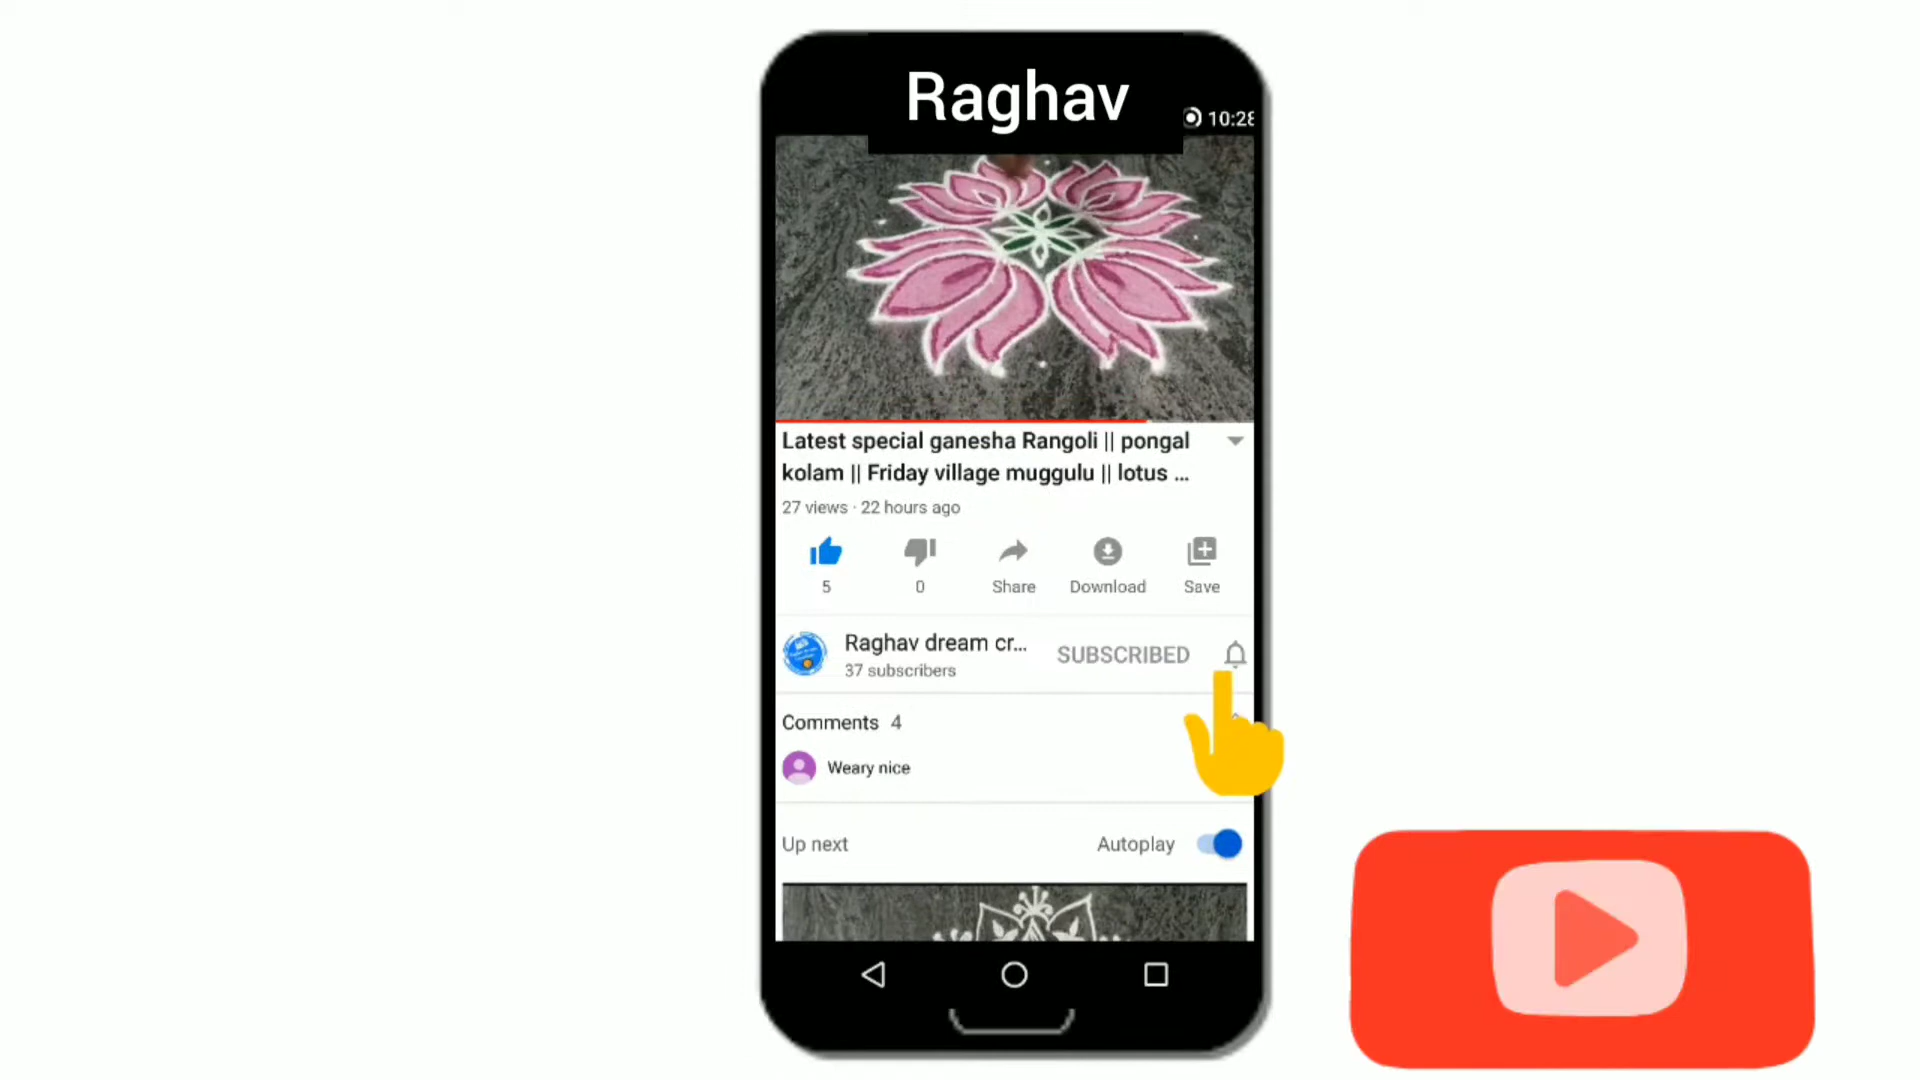 Raghav
10:28
Latest special ganesha Rangoli || pongal
kolam || Friday village muggulu || lotus ...
27 views · 22 hours ago
5
0
Share
Download
Save
Raghav dream cr...
SUBSCRIBED
37 subscribers
Comments 4
Weary nice
Up next
Autoplay